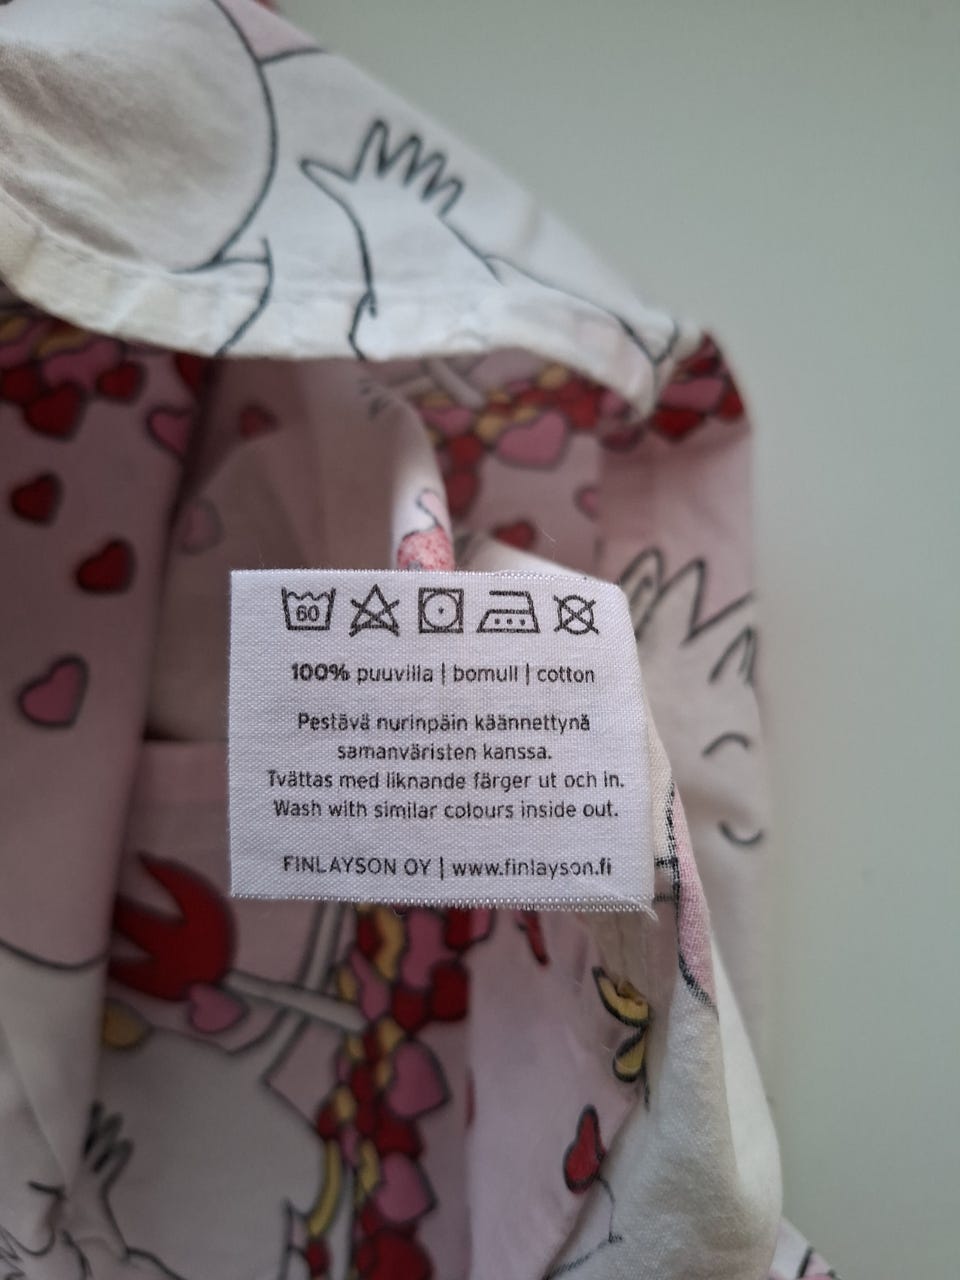 60
100% puuvilla | bomull | cotton
Pestävä nurinpäin käännettynä
samanväristen kanssa.
Tvättas med liknande färger ut och in.
Wash with similar colours inside out.
FINLAYSON OY | www.finlayson.fi